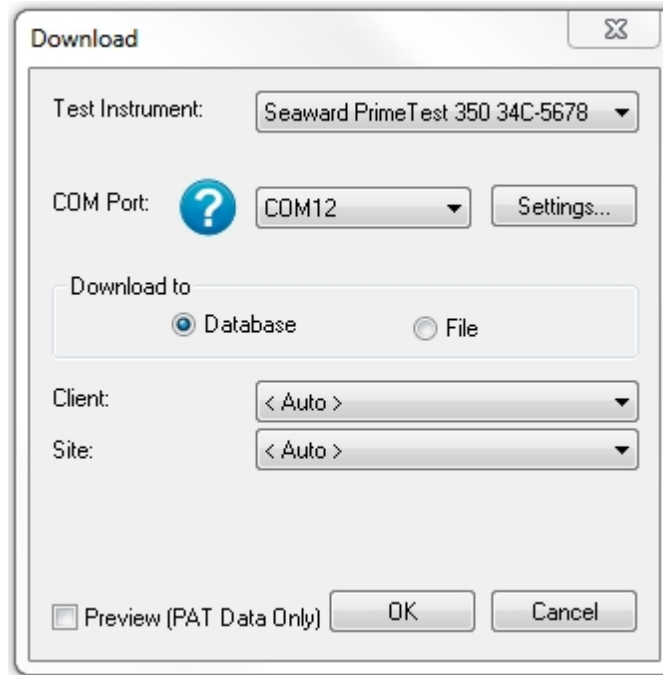 Download
Test Instrument: Seaward PrimeTest 350 34C-5678
COM Port: ? COM12 Settings...
Download to
Database File
Client: < Auto >
Site: < Auto >
Preview (PAT Data Only) OK Cancel